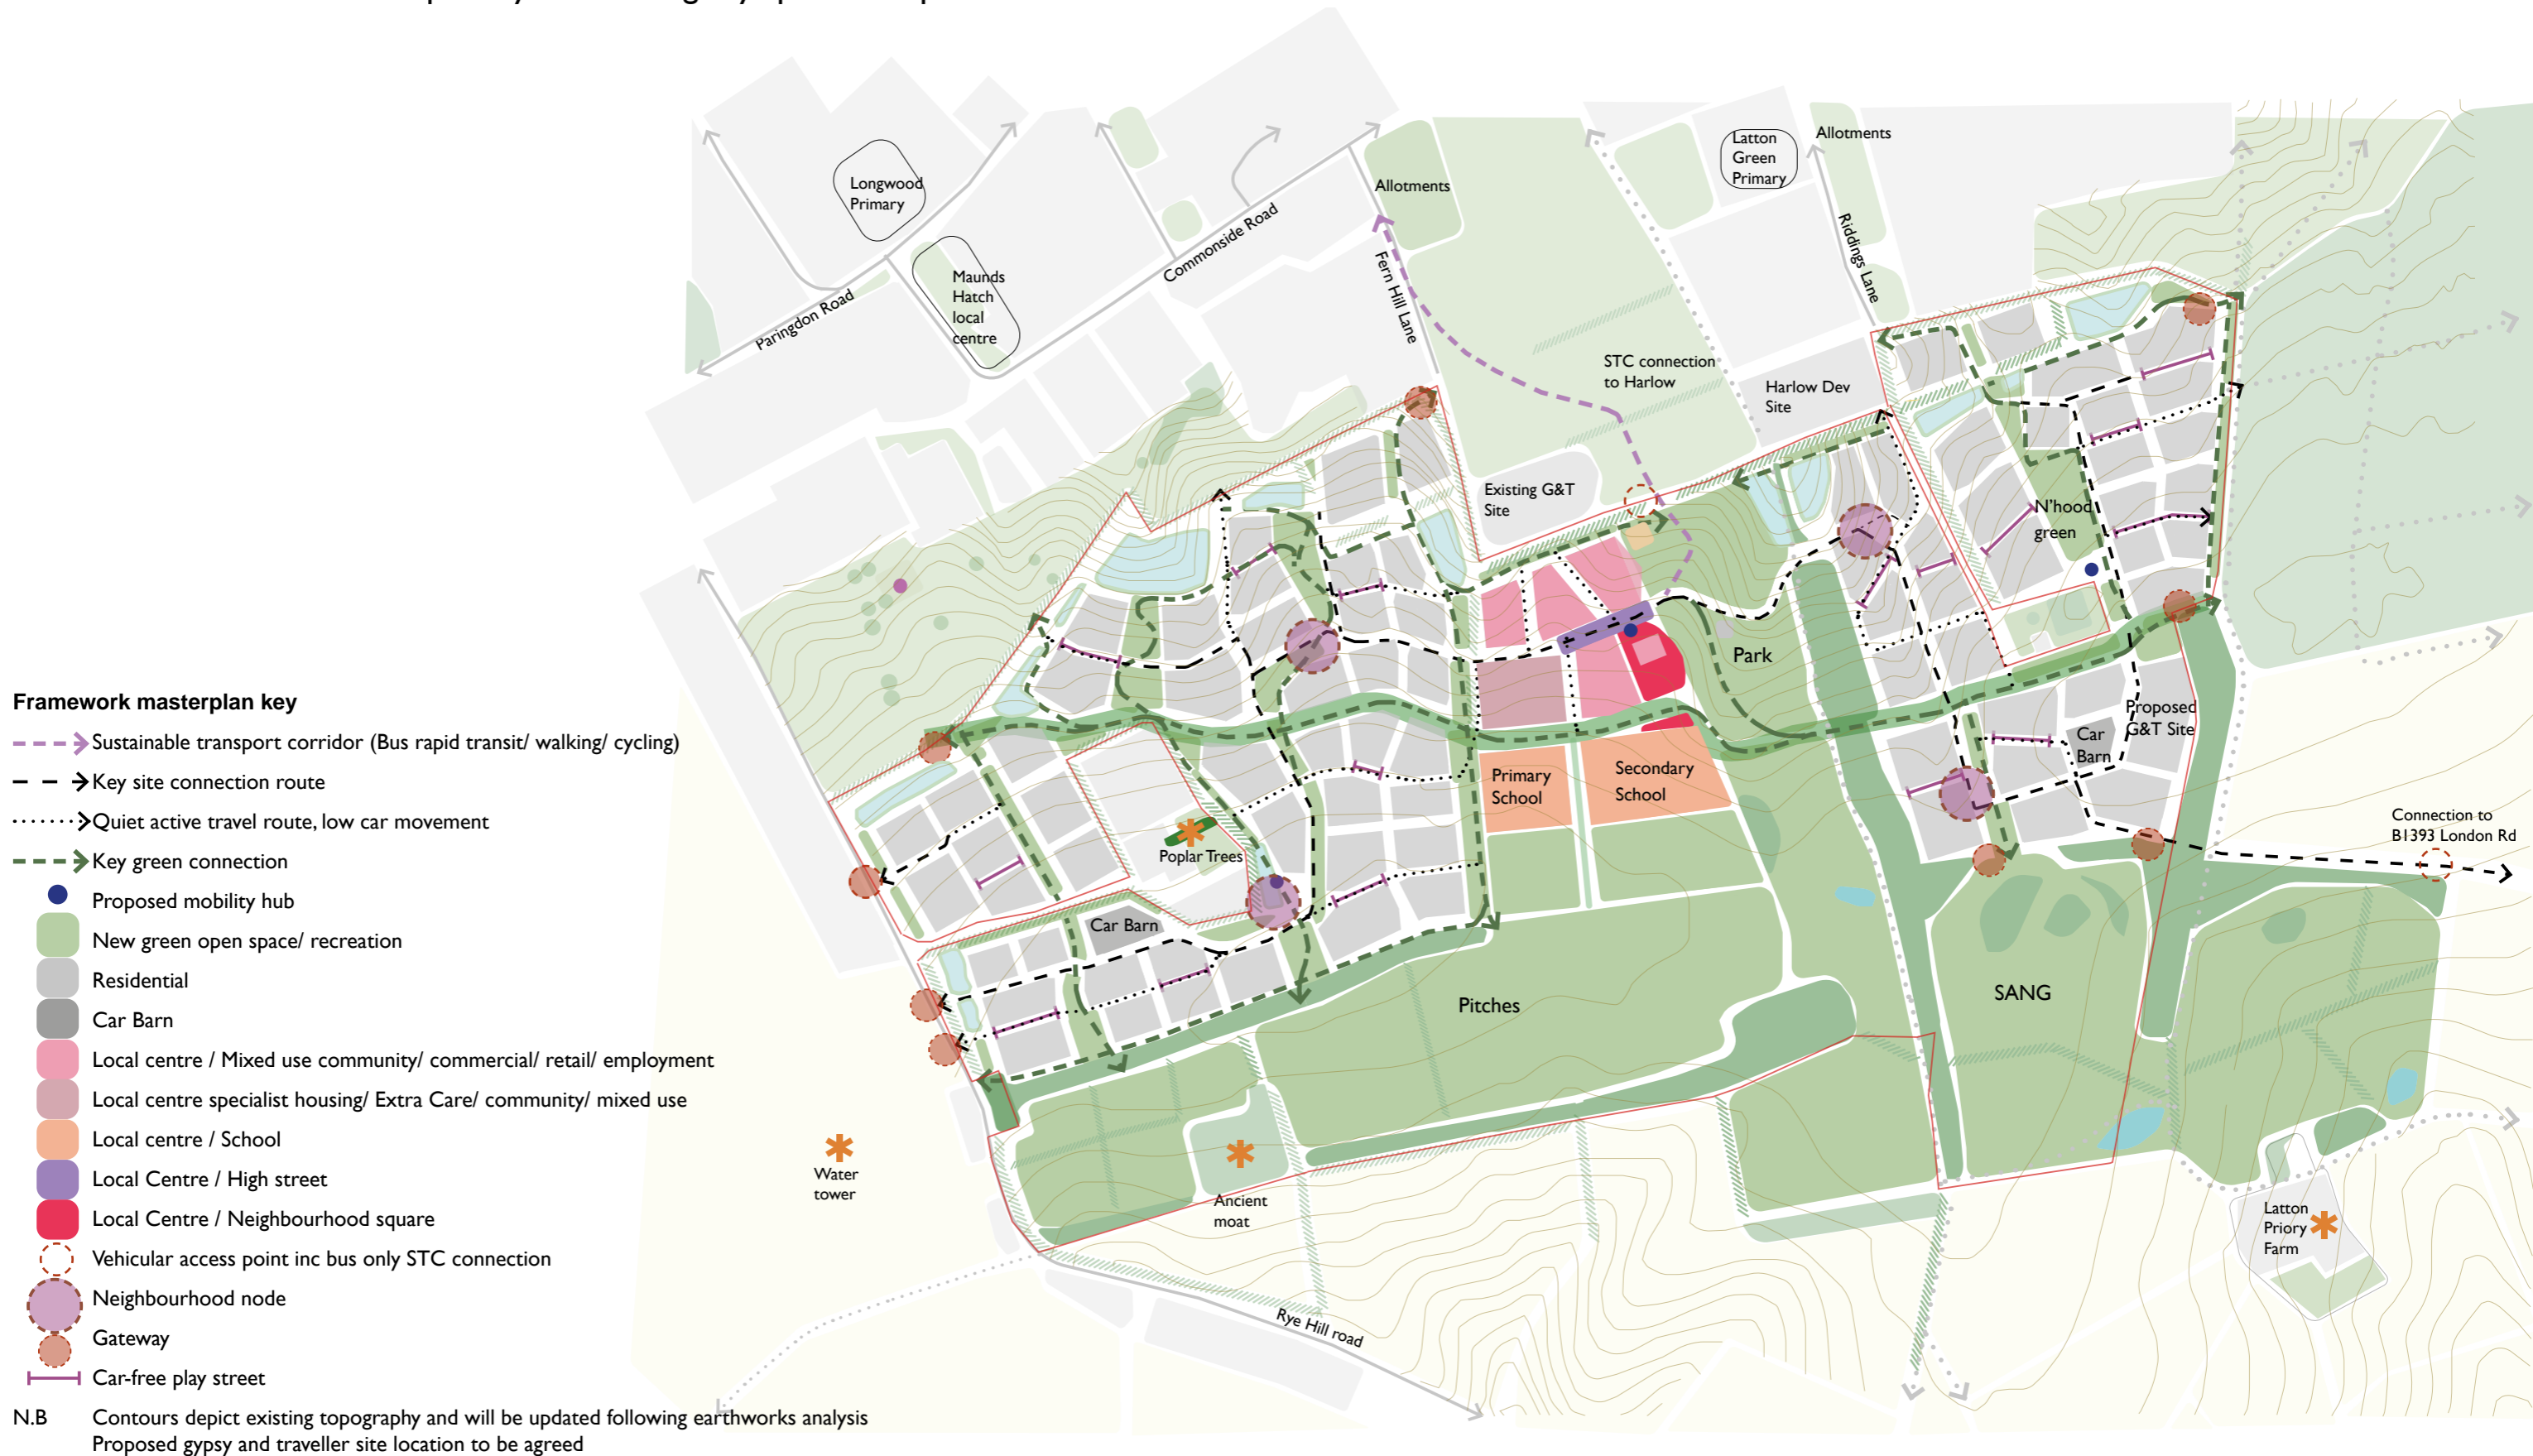 Longwood
Primary
Maunds
Hatch
local
centre
Paringdon Road
Commonside Road
Fern Hill Lane
Allotments
Latton
Green
Primary
Allotments
Riddings Lane
STC connection
to Harlow
Harlow Dev
Site
Existing G&T
Site
N'hood
green
Park
Proposed
G&T Site
Car
Barn
Primary
School
Secondary
School
Connection to
B1393 London Rd
Poplar Trees
Car Barn
Pitches
SANG
Water
tower
Ancient
moat
Latton
Priory
Farm
Rye Hill road
Framework masterplan key
Sustainable transport corridor (Bus rapid transit/ walking/ cycling)
Key site connection route
Quiet active travel route, low car movement
Key green connection
Proposed mobility hub
New green open space/ recreation
Residential
Car Barn
Local centre / Mixed use community/ commercial/ retail/ employment
Local centre specialist housing/ Extra Care/ community/ mixed use
Local centre / School
Local Centre / High street
Local Centre / Neighbourhood square
Vehicular access point inc bus only STC connection
Neighbourhood node
Gateway
Car-free play street
N.B Contours depict existing topography and will be updated following earthworks analysis
Proposed gypsy and traveller site location to be agreed